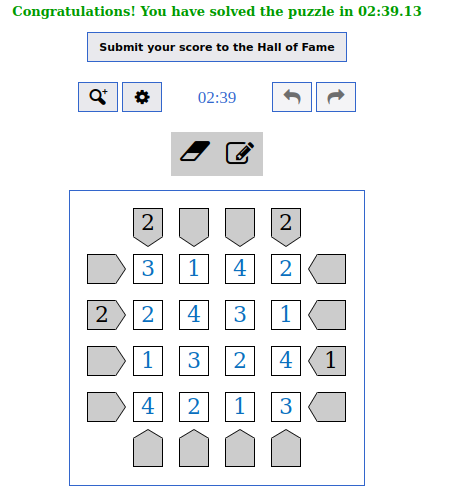 Congratulations! You have solved the puzzle in 02:39.13
Submit your score to the Hall of Fame
02:39
2 2
3 1 4 2
2 2 4 3 1
1 3 2 4 1
4 2 1 3